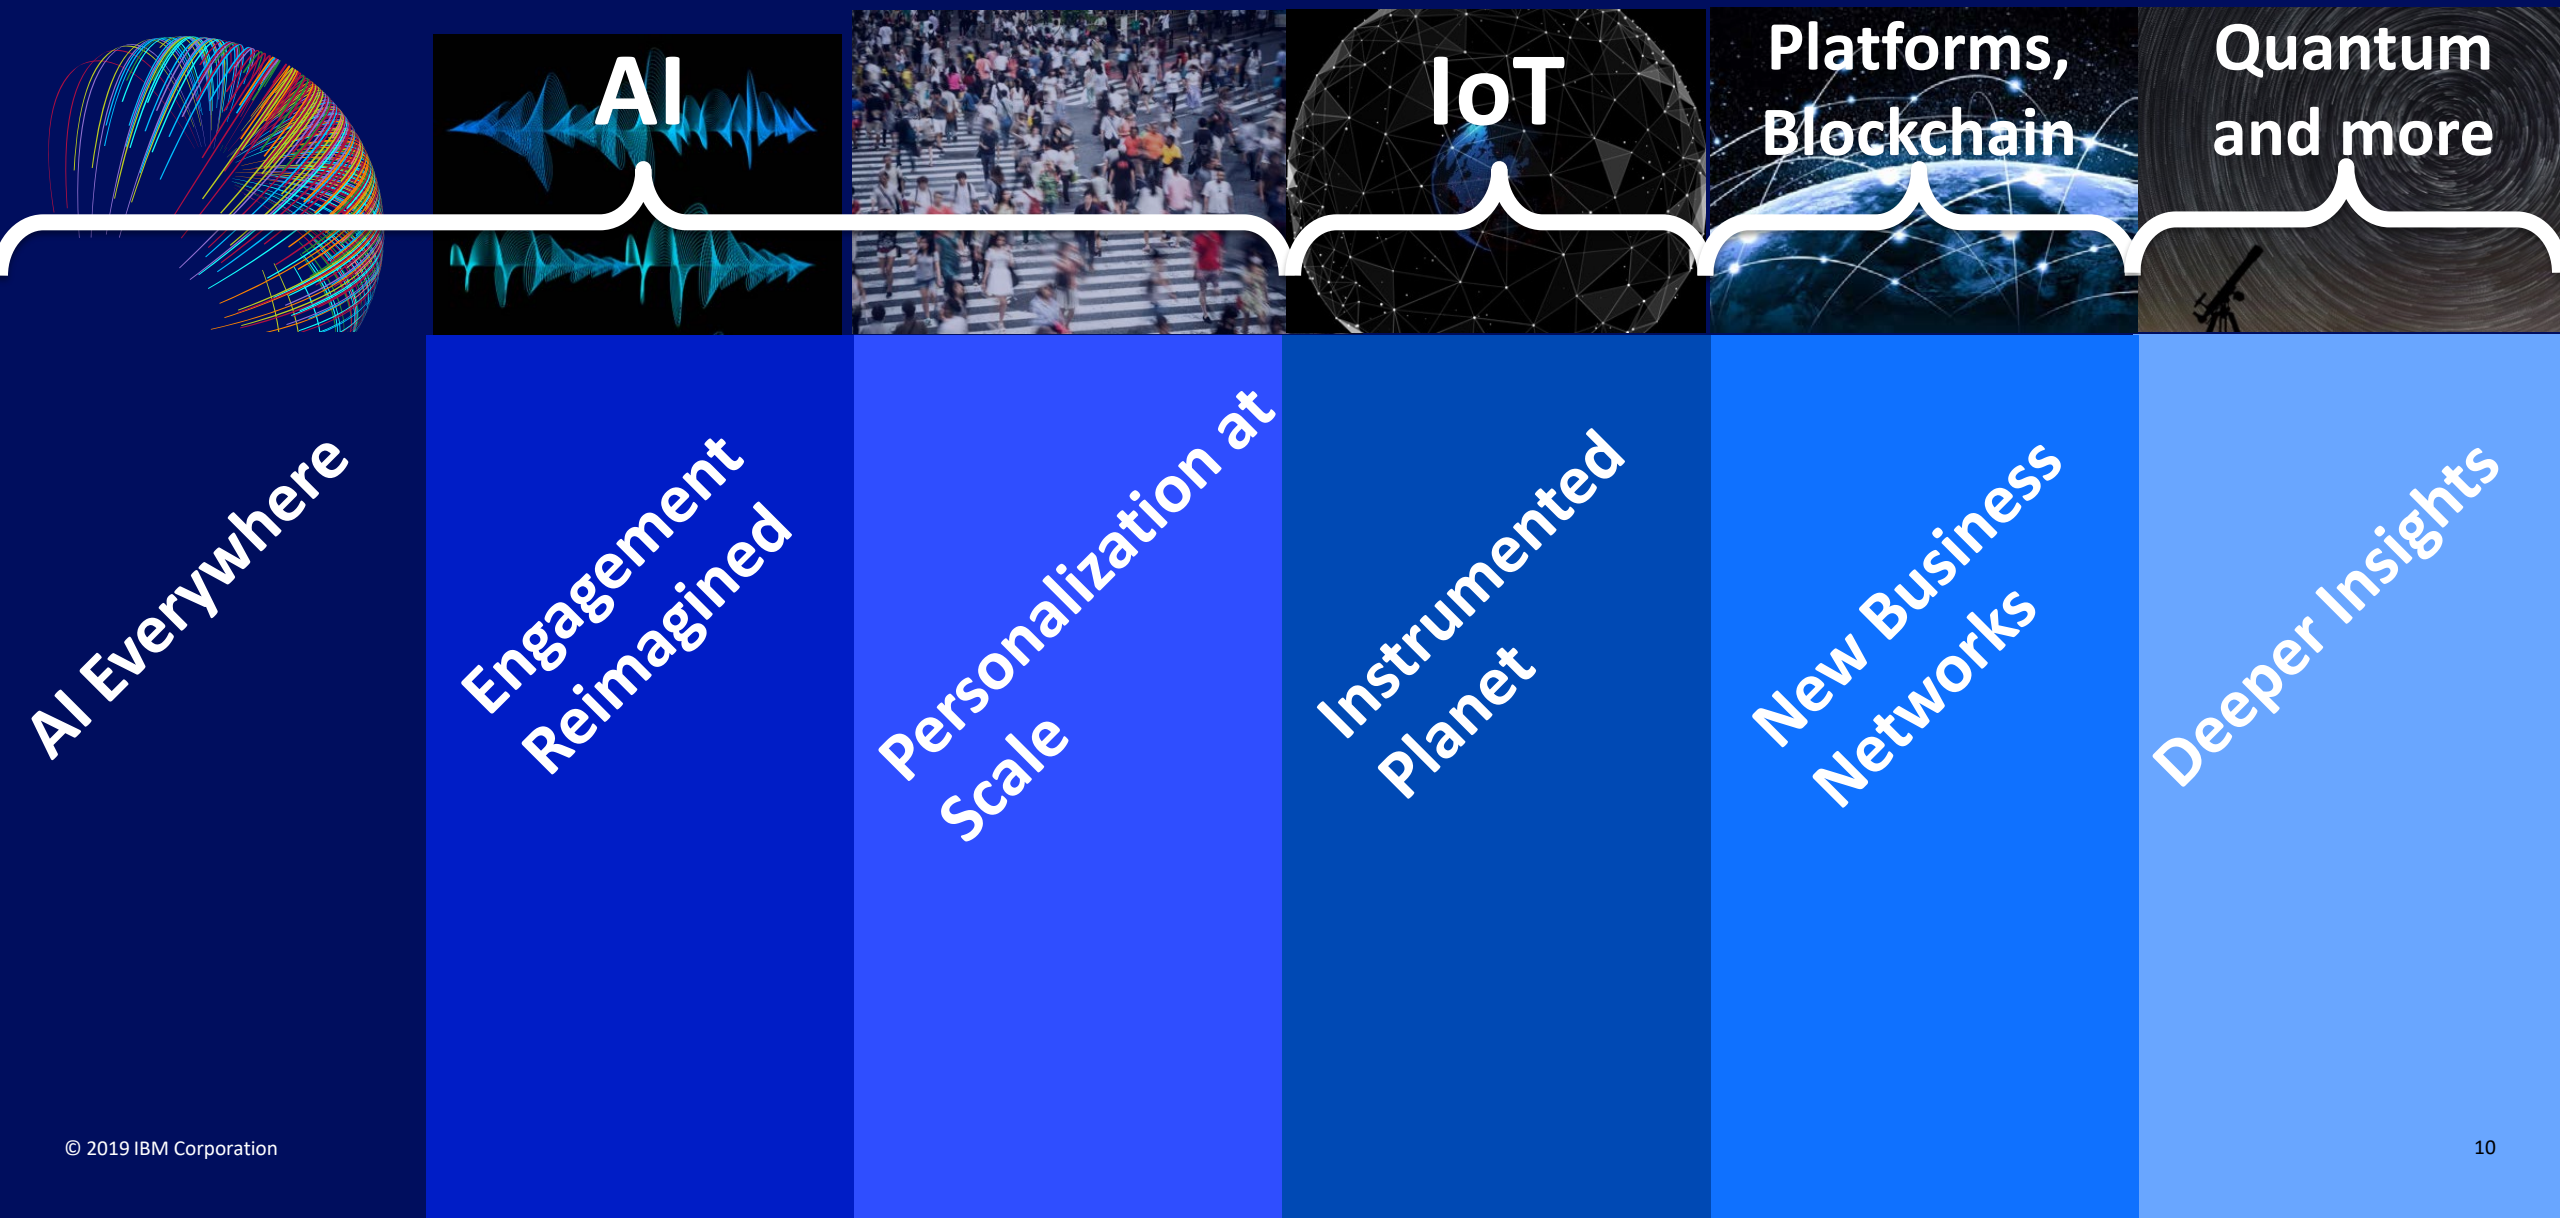 AI
IoT
Platforms,
Blockchain
Quantum
and more
AI Everywhere
Engagement
Reimagined
Personalization at
Scale
Instrumented
Planet
New Business
Networks
Deeper Insights
© 2019 IBM Corporation
10